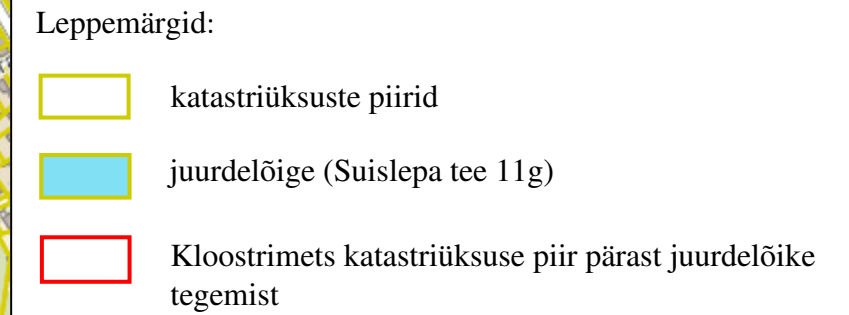 Leppemärgid:
katastriüksuste piirid
juurdelõige (Suislepa tee 11g)
Kloostrimets katastriüksuse piir pärast juurdelõike
tegemist